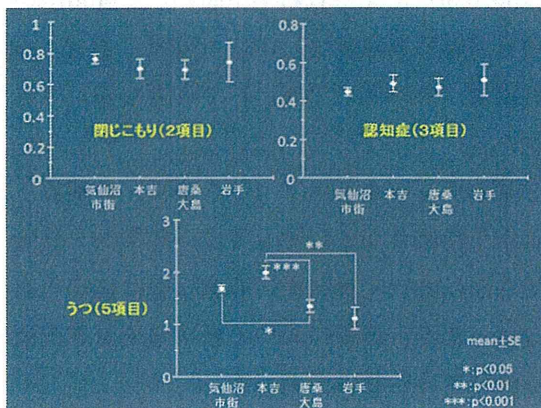 1
0.8
0.6
0.4
0.2
0
閉じこもり(2項目)
気仙沼
市街
本吉
唐桑
大島
岩手
0.8
0.6
0.4
0.2
0
認知症(3項目)
気仙沼
市街
本吉
唐桑
大島
岩手
3
2
1
0
うつ(5項目)
**
***
*
気仙沼
市街
本吉
唐桑
大島
岩手
mean±SE
*:p<0.05
**:p<0.01
***:p<0.001